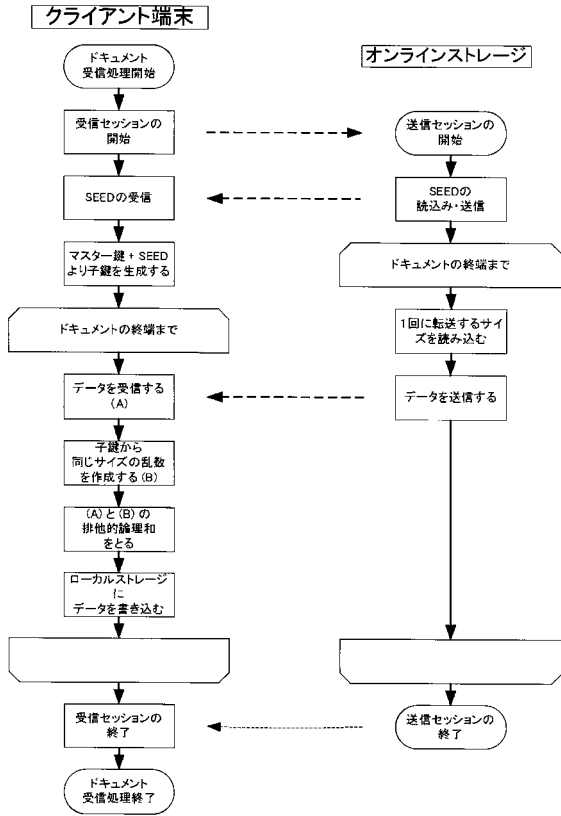 クライアント端末
ドキュメント
受信処理開始
受信セッションの
開始
SEEDの受信
マスター鍵 + SEED
より子鍵を生成する
ドキュメントの終端まで
データを受信する
(A)
子鍵から
同じサイズの乱数
を作成する(B)
(A)と(B)の
排他的論理和
をとる
ローカルストレージ
に
データを書き込む
受信セッションの
終了
ドキュメント
受信処理終了
オンラインストレージ
送信セッションの
開始
SEEDの
読込み・送信
ドキュメントの終端まで
1回に転送するサイ
ズを読み込む
データを送信する
送信セッションの
終了